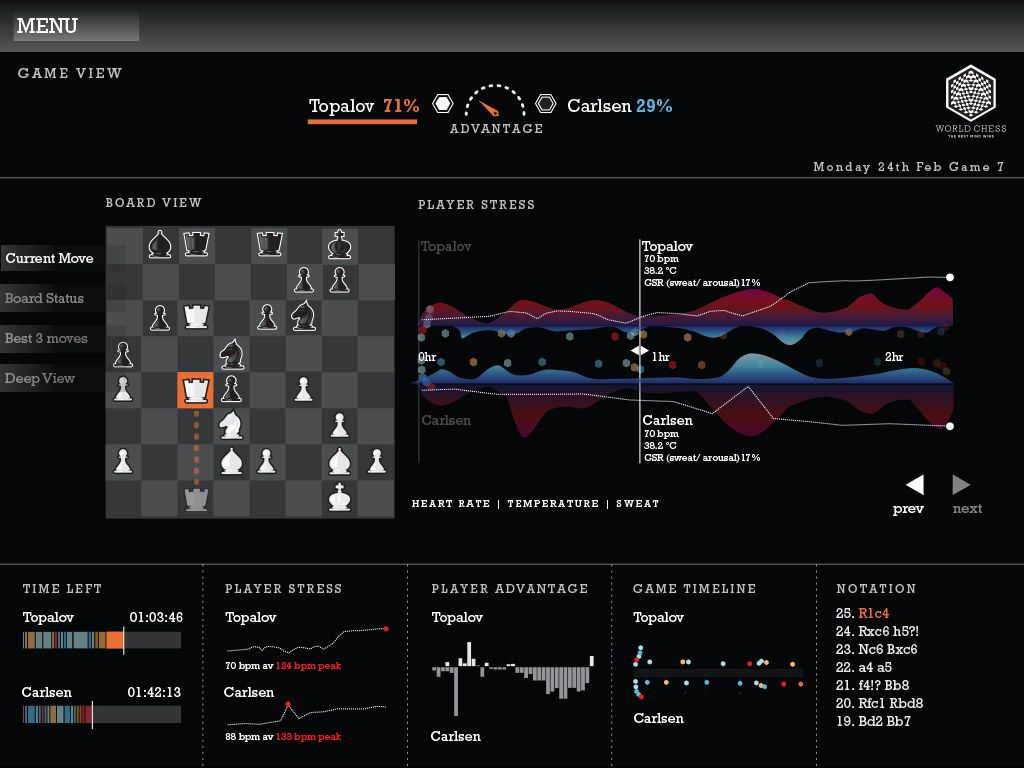 MENU
GAME VIEW
Topalov 71%
Carlsen 29%
ADVANTAGE
WORLD CHESS
THE BEST MIND WINS
Monday 24th Feb Game 7
BOARD VIEW
Current Move
Board Status
Best 3 moves
Deep View
PLAYER STRESS
Topalov
Topalov
70 bpm
38.2 °C
GSR (sweat/ arousal) 17%
0hr
1hr
2hr
Carlsen
Carlsen
70 bpm
38.2 °C
GSR (sweat/ arousal) 17%
HEART RATE | TEMPERATURE | SWEAT
prev
next
TIME LEFT
Topalov 01:03:46
Carlsen 01:42:13
PLAYER STRESS
Topalov
70 bpm av 124 bpm peak
Carlsen
88 bpm av 133 bpm peak
PLAYER ADVANTAGE
Topalov
Carlsen
GAME TIMELINE
Topalov
Carlsen
NOTATION
25. R1c4
24. Rxc6 h5?!
23. Nc6 Bxc6
22. a4 a5
21. f4!? Bb8
20. Rfc1 Rbd8
19. Bd2 Bb7